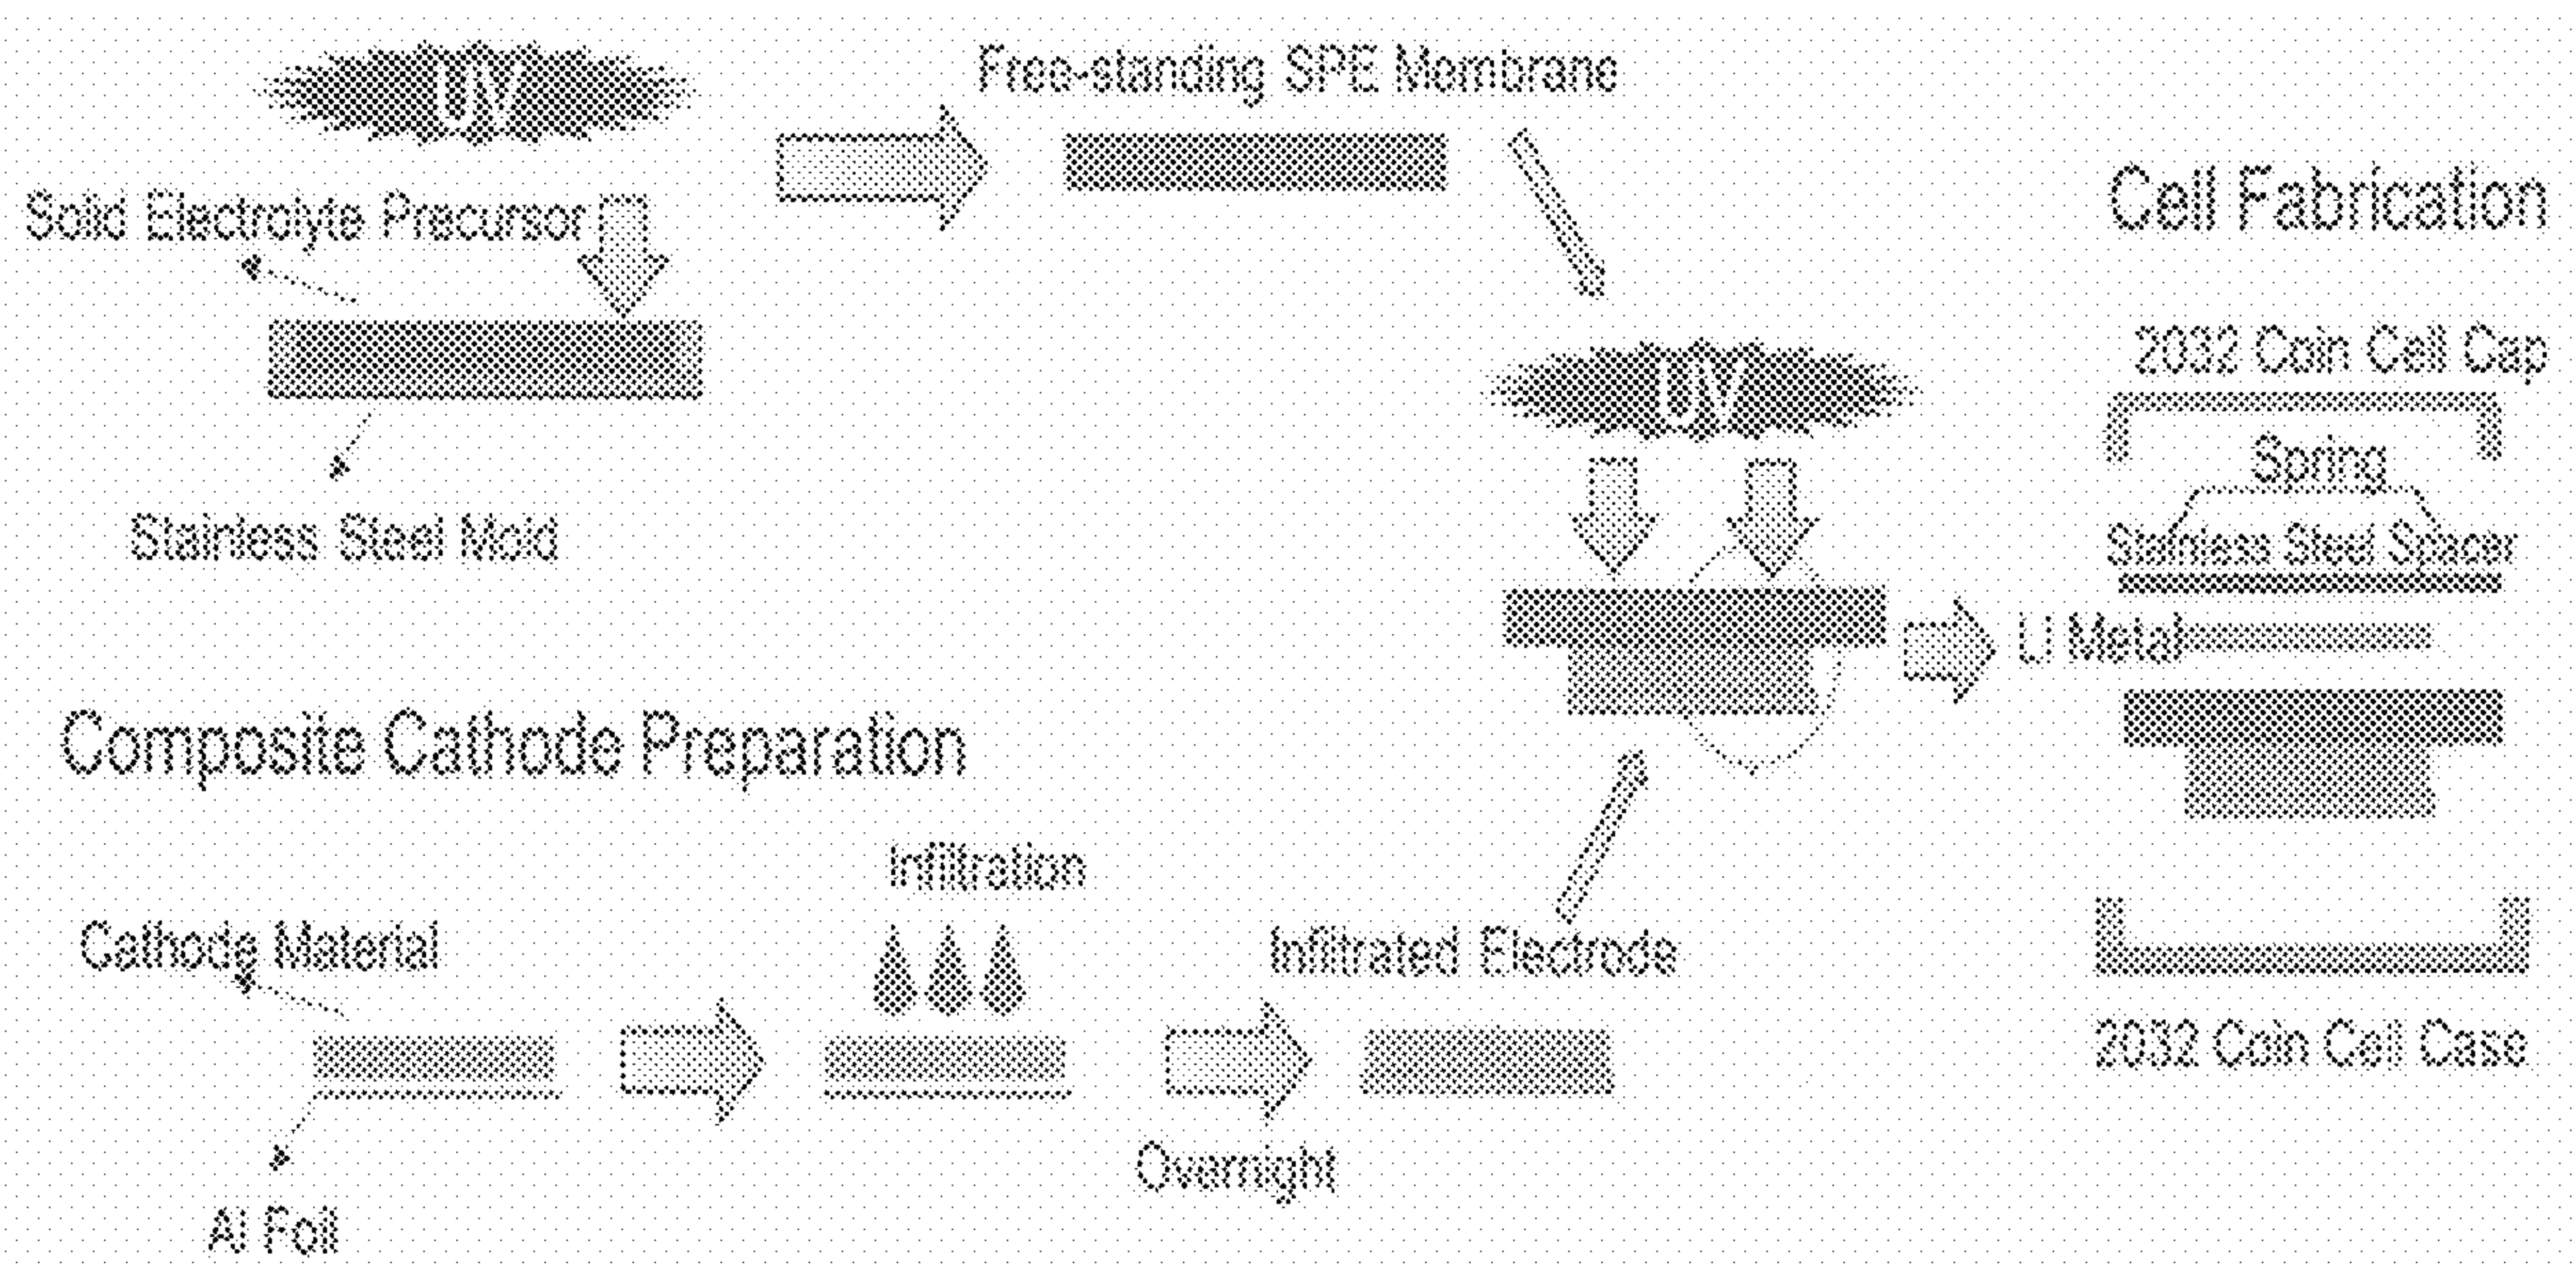 UV
Free-standing SPE Membrane
Solid Electrolyte Precursor
Cell Fabrication
2032 Coin Cell Cap
UV
Spring
Stainless Steel Mold
Stainless Steel Spacer
Li Metal
Composite Cathode Preparation
Infiltration
Cathode Material
Infiltrated Electrode
2032 Coin Cell Case
Overnight
Al Foil